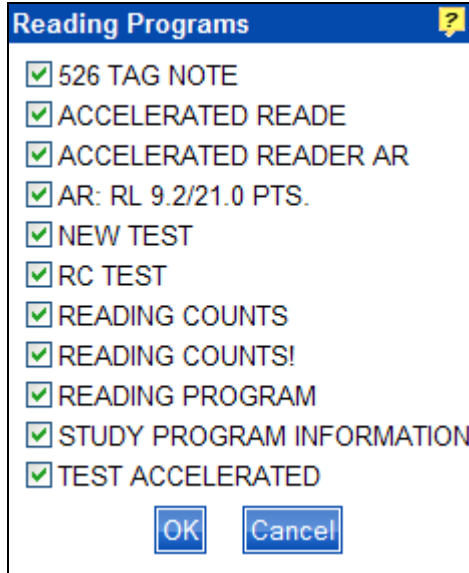 Reading Programs ?
526 TAG NOTE
ACCELERATED READE
ACCELERATED READER AR
AR: RL 9.2/21.0 PTS.
NEW TEST
RC TEST
READING COUNTS
READING COUNTS!
READING PROGRAM
STUDY PROGRAM INFORMATION
TEST ACCELERATED
OK Cancel